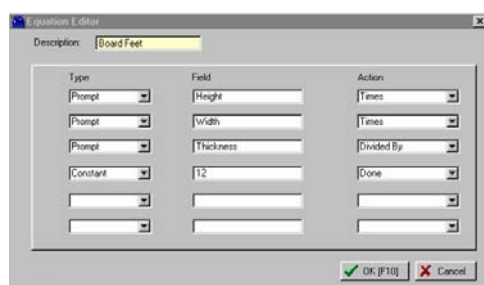 Equation Editor
Description: Board Feet
Type Field Action
Prompt Height Times
Prompt Width Times
Prompt Thickness Divided By
Constant 12 Done
OK [F10] Cancel